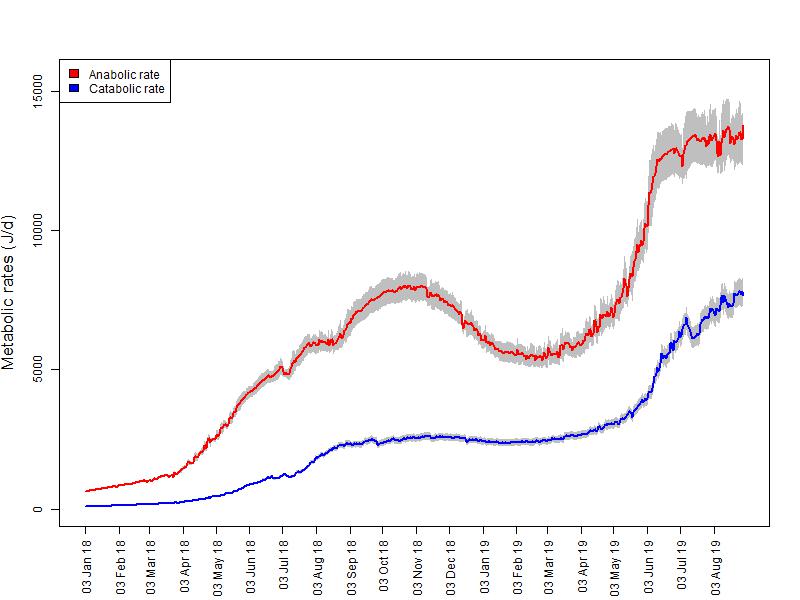 Anabolic rate
Catabolic rate
Metabolic rates (J/d)
15000
10000
5000
0
03 Jan 18
03 Feb 18
03 Mar 18
03 Apr 18
03 May 18
03 Jun 18
03 Jul 18
03 Aug 18
03 Sep 18
03 Oct 18
03 Nov 18
03 Dec 18
03 Jan 19
03 Feb 19
03 Mar 19
03 Apr 19
03 May 19
03 Jun 19
03 Jul 19
03 Aug 19